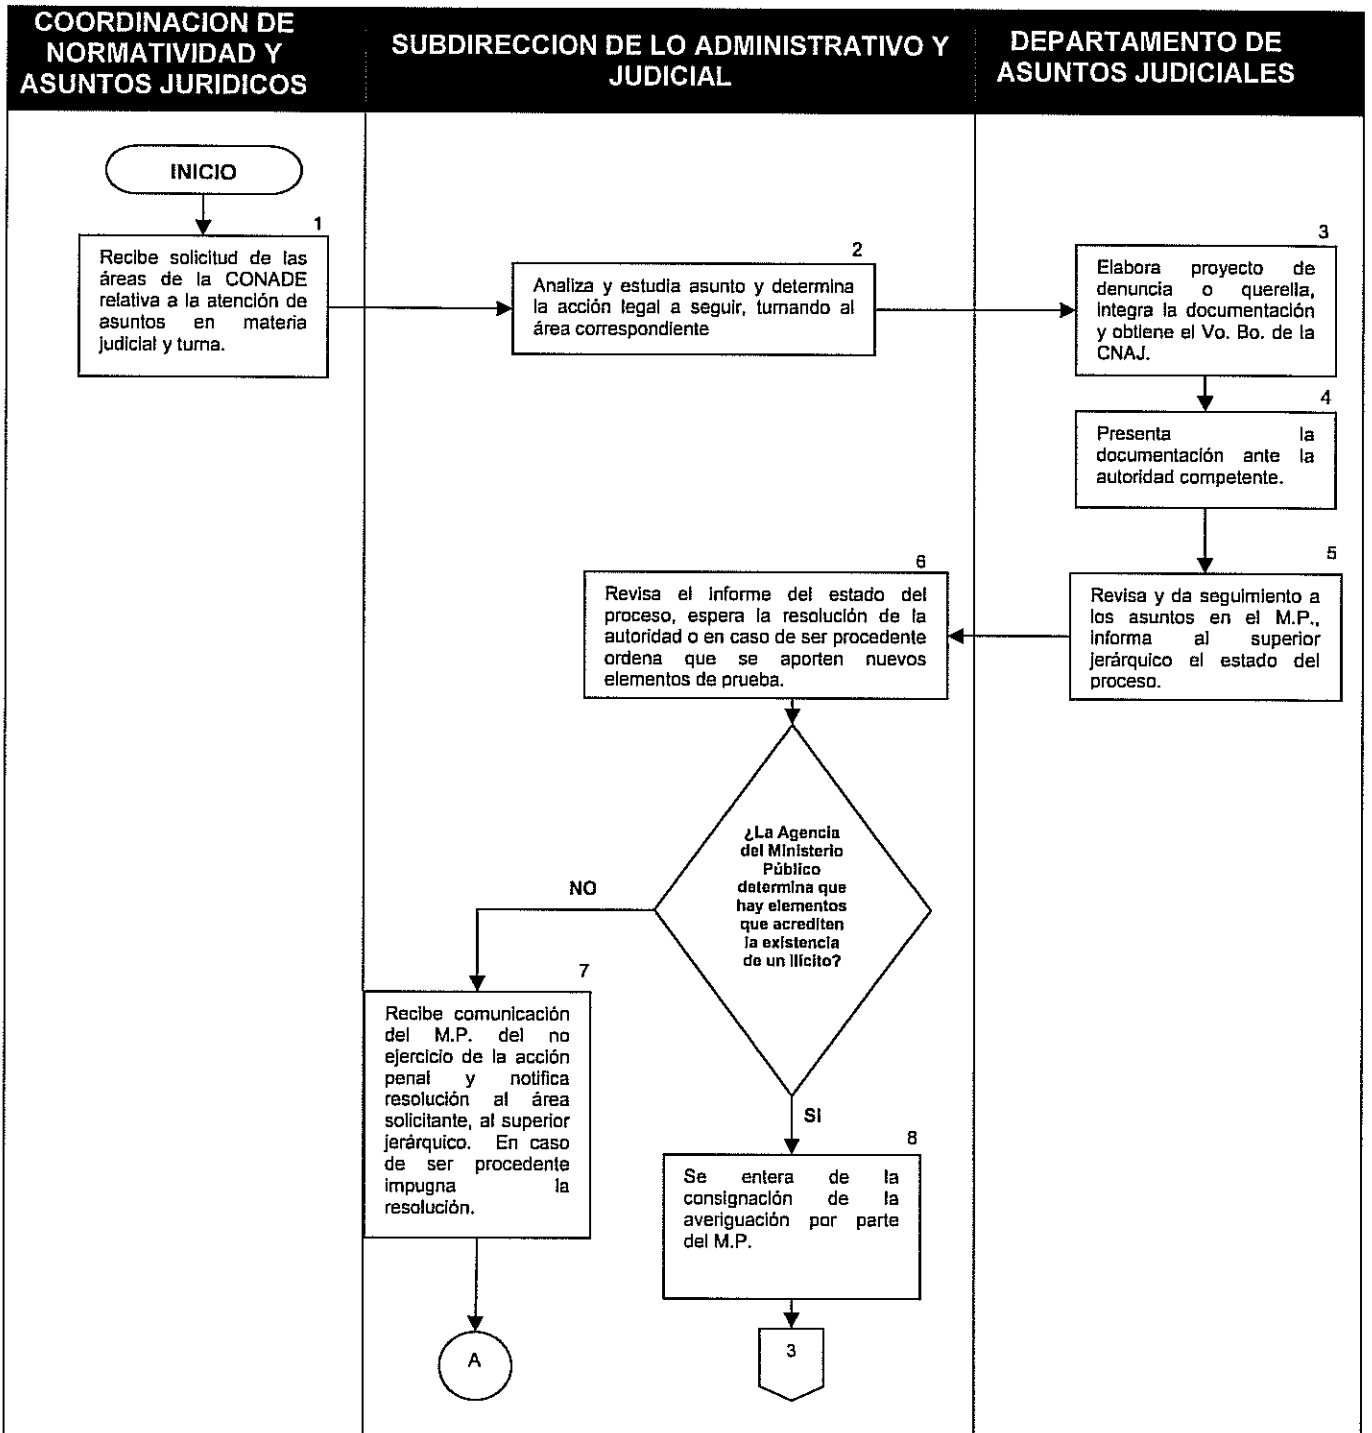 COORDINACION DE
NORMATIVIDAD Y
ASUNTOS JURIDICOS
SUBDIRECCION DE LO ADMINISTRATIVO Y
JUDICIAL
DEPARTAMENTO DE
ASUNTOS JUDICIALES
INICIO
1
Recibe solicitud de las
áreas de la CONADE
relativa a la atención de
asuntos en materia
judicial y turna.
2
Analiza y estudia asunto y determina
la acción legal a seguir, turnando al
área correspondiente
3
Elabora proyecto de
denuncia o querella,
integra la documentación
y obtiene el Vo. Bo. de la
CNAJ.
4
Presenta la
documentación ante la
autoridad competente.
5
Revisa y da seguimiento a
los asuntos en el M.P.,
informa al superior
jerárquico el estado del
proceso.
6
Revisa el informe del estado del
proceso, espera la resolución de la
autoridad o en caso de ser procedente
ordena que se aporten nuevos
elementos de prueba.
¿La Agencia
del Ministerio
Público
determina que
hay elementos
que acrediten
la existencia
de un ilícito?
NO
7
Recibe comunicación
del M.P. del no
ejercicio de la acción
penal y notifica
resolución al área
solicitante, al superior
jerárquico. En caso
de ser procedente
impugna la
resolución.
SI
8
Se entera de la
consignación de la
averiguación por parte
del M.P.
A
3